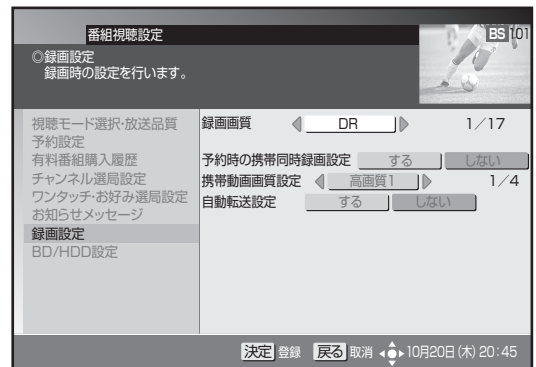 番組視聴設定
BS 101
◎録画設定
録画時の設定を行います。
視聴モード選択・放送品質
予約設定
有料番組購入履歴
チャンネル選局設定
ワンタッチ・お好み選局設定
お知らせメッセージ
録画設定
BD/HDD設定
録画画質 DR 1/17
予約時の携帯同時録画設定 する しない
携帯動画画質設定 高画質1 1/4
自動転送設定 する しない
決定 登録 戻る 取消 10月20日(木) 20:45